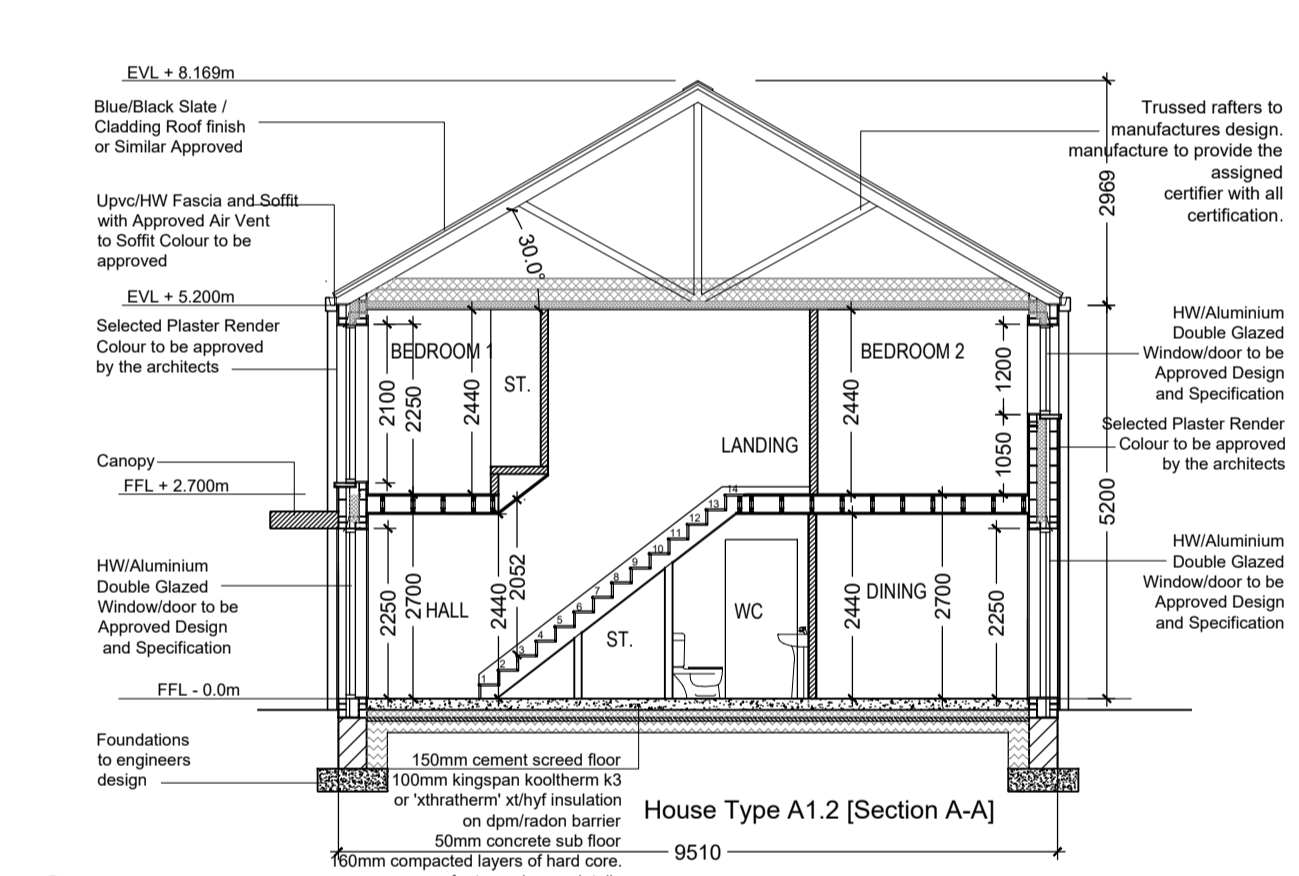 EVL + 8.169m
Blue/Black Slate /
Cladding Roof finish
or Similar Approved
Upvc/HW Fascia and Soffit
with Approved Air Vent
to Soffit Colour to be
approved
EVL + 5.200m
Selected Plaster Render
Colour to be approved
by the architects
Canopy
FFL + 2.700m
HW/Aluminium
Double Glazed
Window/door to be
Approved Design
and Specification
FFL - 0.0m
Foundations
to engineers
design
30.0°
BEDROOM 1
ST.
2100
2250
2440
LANDING
BEDROOM 2
2440
1200
1050
HALL
2250
2700
2440
2052
1
2
3
4
5
6
7
8
9
10
11
12
13
14
ST.
WC
DINING
2440
2700
2250
Trussed rafters to
manufactures design.
manufacture to provide the
assigned
certifier with all
certification.
2969
5200
HW/Aluminium
Double Glazed
Window/door to be
Approved Design
and Specification
Selected Plaster Render
Colour to be approved
by the architects
HW/Aluminium
Double Glazed
Window/door to be
Approved Design
and Specification
150mm cement screed floor
100mm kingspan kooltherm k3
or 'xthratherm' xt/hyf insulation
on dpm/radon barrier
50mm concrete sub floor
160mm compacted layers of hard core.
House Type A1.2 [Section A-A]
9510